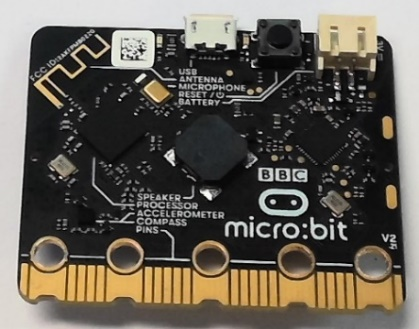 USB
ANTENNA
MICROPHONE
RESET /
BATTERY
SPEAKER
PROCESSOR
ACCELEROMETER
COMPASS
PINS
BBC
micro:bit
V2